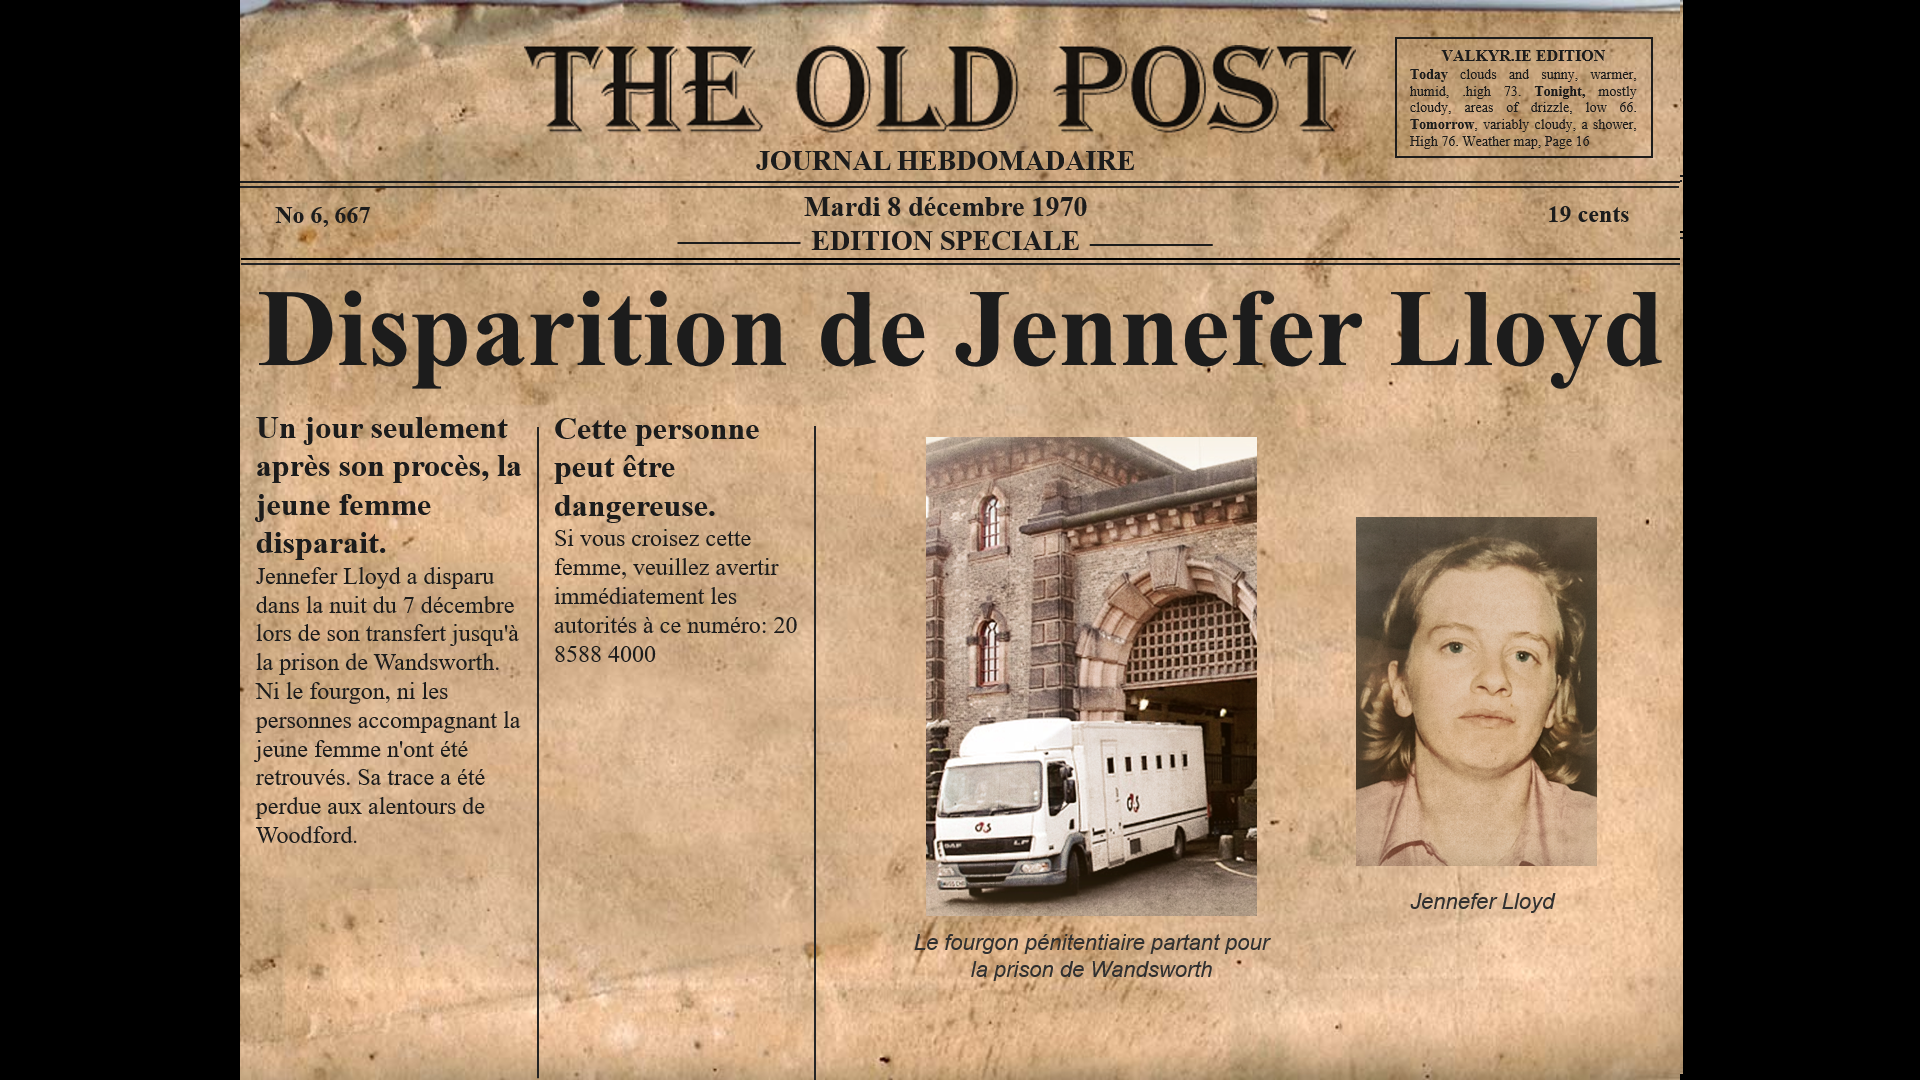 THE OLD POST
JOURNAL HEBDOMADAIRE
VALKYR.IE EDITION
Today clouds and sunny, warmer,
humid, .high 73. Tonight, mostly
cloudy, areas of drizzle, low 66.
Tomorrow, variably cloudy, a shower,
High 76. Weather map, Page 16
No 6, 667
Mardi 8 décembre 1970
19 cents
EDITION SPECIALE
Disparition de Jennefer Lloyd
Un jour seulement
après son procès, la
jeune femme
disparait.
Jennefer Lloyd a disparu
dans la nuit du 7 décembre
lors de son transfert jusqu'à
la prison de Wandsworth.
Ni le fourgon, ni les
personnes accompagnant la
jeune femme n'ont été
retrouvés. Sa trace a été
perdue aux alentours de
Woodford.
Cette personne
peut être
dangereuse.
Si vous croisez cette
femme, veuillez avertir
immédiatement les
autorités à ce numéro: 20
8588 4000
G4S
G4S
DAF
LF
Le fourgon pénitentiaire partant pour
la prison de Wandsworth
Jennefer Lloyd